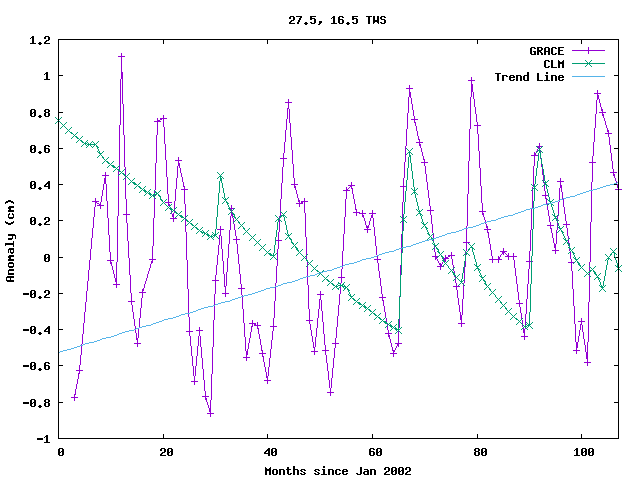 27.5, 16.5 TWS
GRACE
CLM
Trend Line
1.2
1
0.8
0.6
0.4
0.2
0
-0.2
-0.4
-0.6
-0.8
-1
Anomaly (cm)
0 20 40 60 80 100
Months since Jan 2002